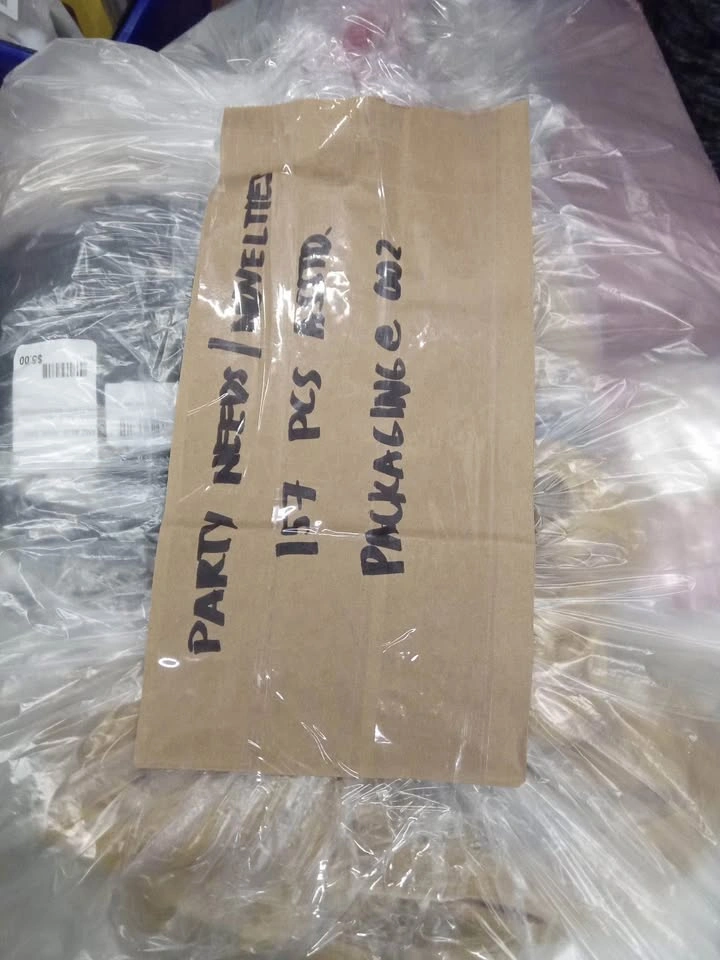 PARTY NEEDS / NOVELTIES
157 PCS ASSTD.
PACKAGING @ 002
$5.00